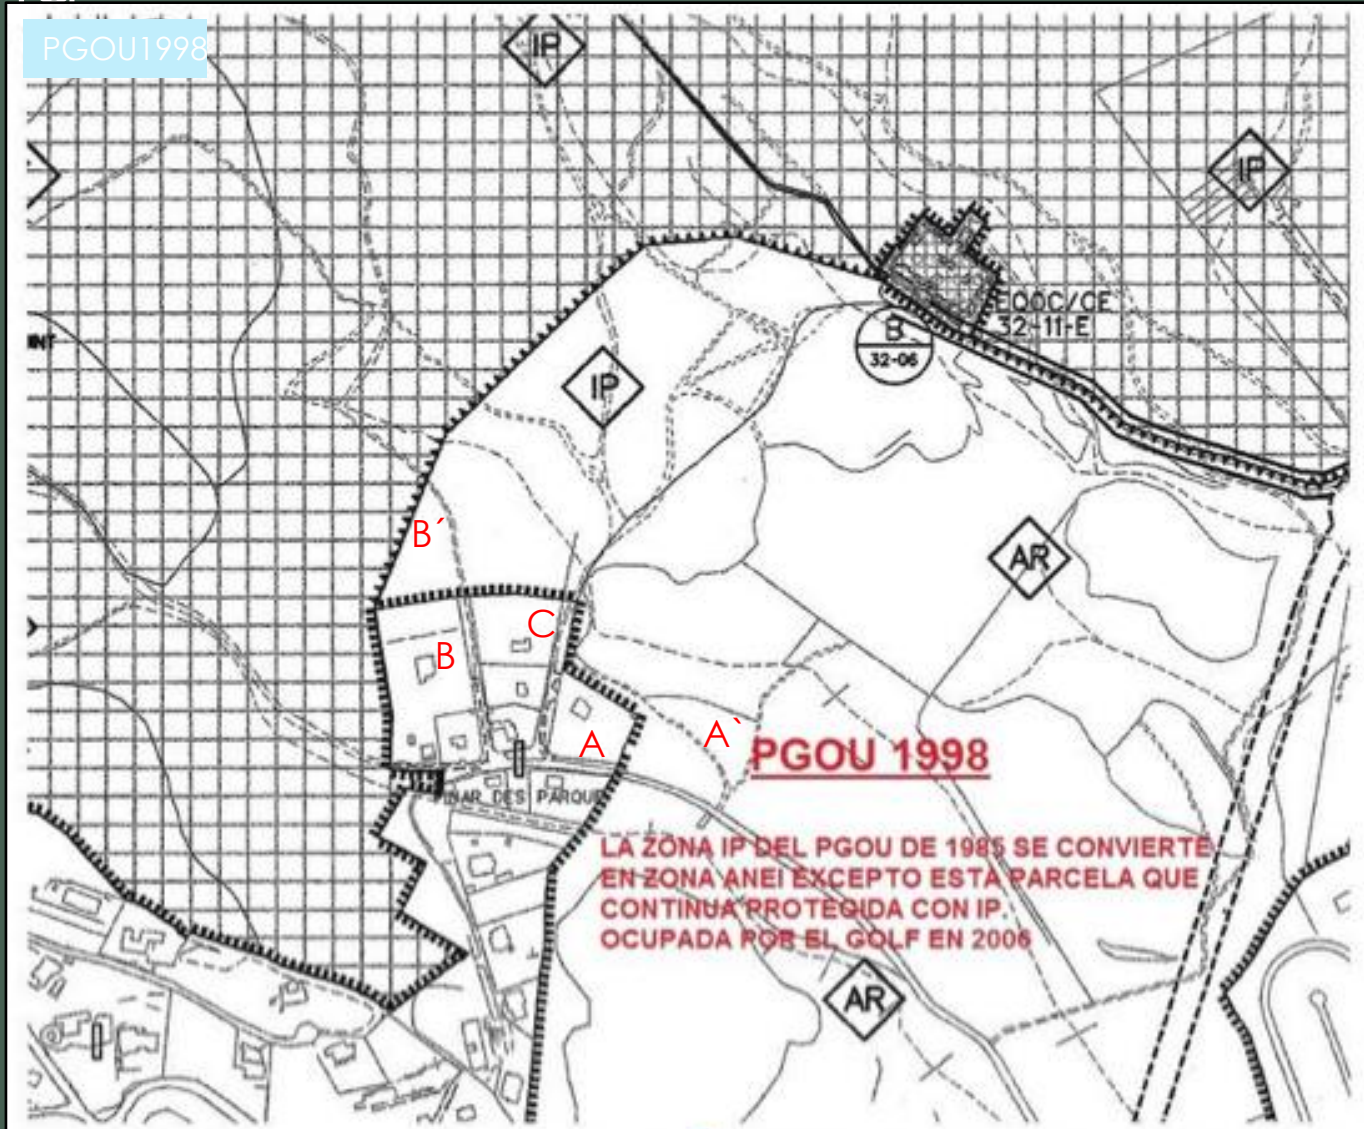 PGOU1998
IP
IP
EQOC/CE
32-11-E
B
32-06
IP
B´
AR
C
B
A`
A
PGOU 1998
PINAR DES PARQUE
LA ZONA IP DEL PGOU DE 1985 SE CONVIERTE
EN ZONA ANEI EXCEPTO ESTA PARCELA QUE
CONTINUA PROTEGIDA CON IP.
OCUPADA POR EL GOLF EN 2006
AR